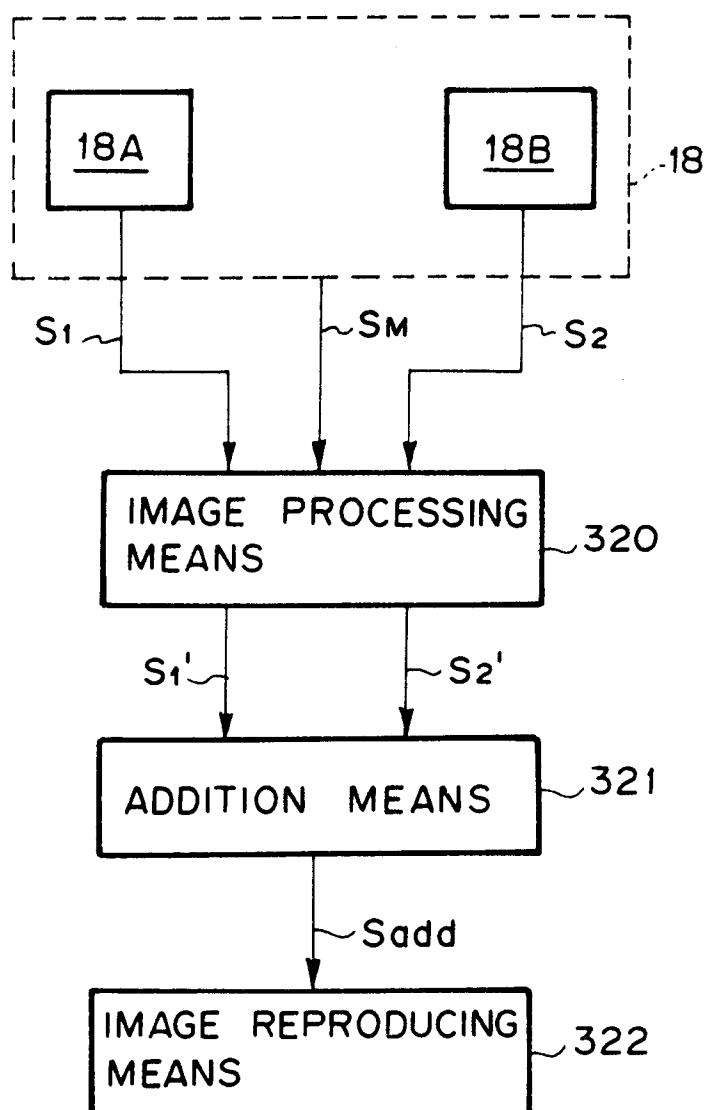 18A
18B
18
S1
SM
S2
IMAGE PROCESSING
MEANS
320
S1'
S2'
ADDITION MEANS
321
Sadd
IMAGE REPRODUCING
MEANS
322